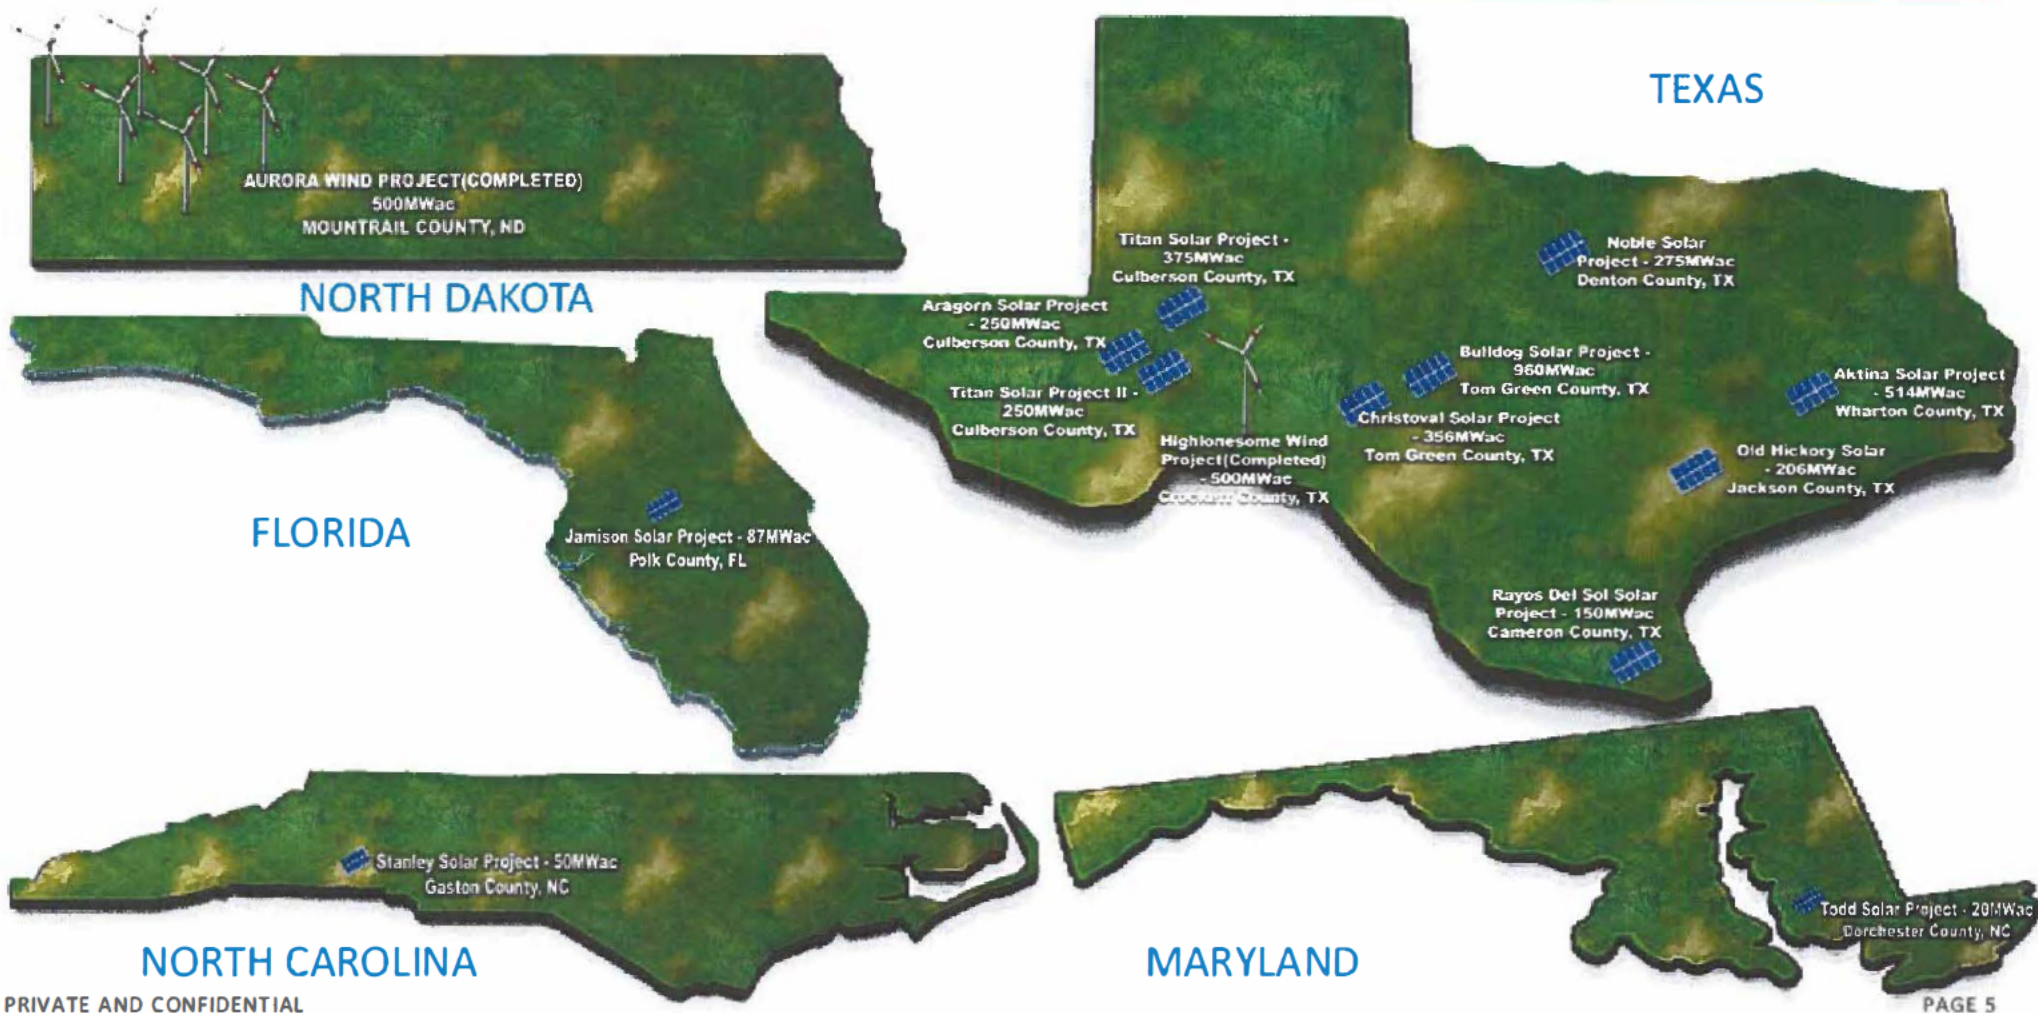 AURORA WIND PROJECT(COMPLETED)
500MWac
MOUNTRAIL COUNTY, ND
NORTH DAKOTA
TEXAS
Titan Solar Project -
375MWac
Culberson County, TX
Noble Solar
Project - 275MWac
Denton County, TX
Aragorn Solar Project
- 250MWac
Culberson County, TX
Bulldog Solar Project -
960MWac
Tom Green County, TX
Aktina Solar Project
- 514MWac
Wharton County, TX
Titan Solar Project II -
250MWac
Culberson County, TX
Christoval Solar Project
- 356MWac
Tom Green County, TX
Highlonesome Wind
Project(Completed)
- 500MWac
Crockett County, TX
Old Hickory Solar
- 206MWac
Jackson County, TX
Rayos Del Sol Solar
Project - 150MWac
Cameron County, TX
FLORIDA
Jamison Solar Project - 87MWac
Polk County, FL
Stanley Solar Project - 50MWac
Gaston County, NC
NORTH CAROLINA
Todd Solar Project - 20MWac
Dorchester County, NC
MARYLAND
PRIVATE AND CONFIDENTIAL
PAGE 5